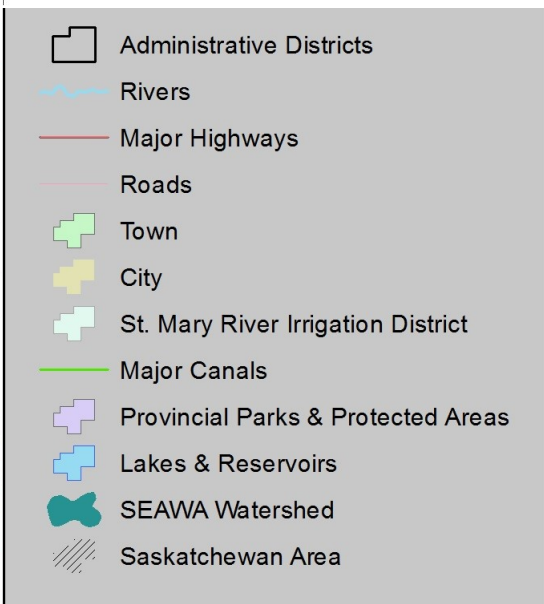 Administrative Districts
Rivers
Major Highways
Roads
Town
City
St. Mary River Irrigation District
Major Canals
Provincial Parks & Protected Areas
Lakes & Reservoirs
SEAWA Watershed
Saskatchewan Area